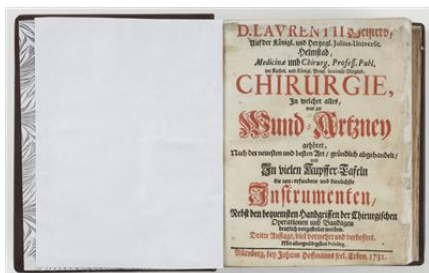 D. LAVRENTII Heisters,
Auf der Königl. und Hertzogl. Julius-Universit.
Helmstad,
Medicinæ und Chirurg. Profess. Publ.
CHIRURGIE,
In welcher alles,
was zur
Wund-Artzney
gehöret,
Nach der neuesten und besten Art / gründlich abgehandelt /
und
In vielen Kupffer-Tafeln
die neu-erfundene und dienlichste
Instrumenten,
Nebst den bequemsten Handgriffen der Chirurgischen
Operationen und Bandagen
deutlich vorgestellet werden.
Dritte Auflage, viel vermehrt und verbessert.
Nürnberg, bey Johann Hoffmanns seel. Erben, 1731.